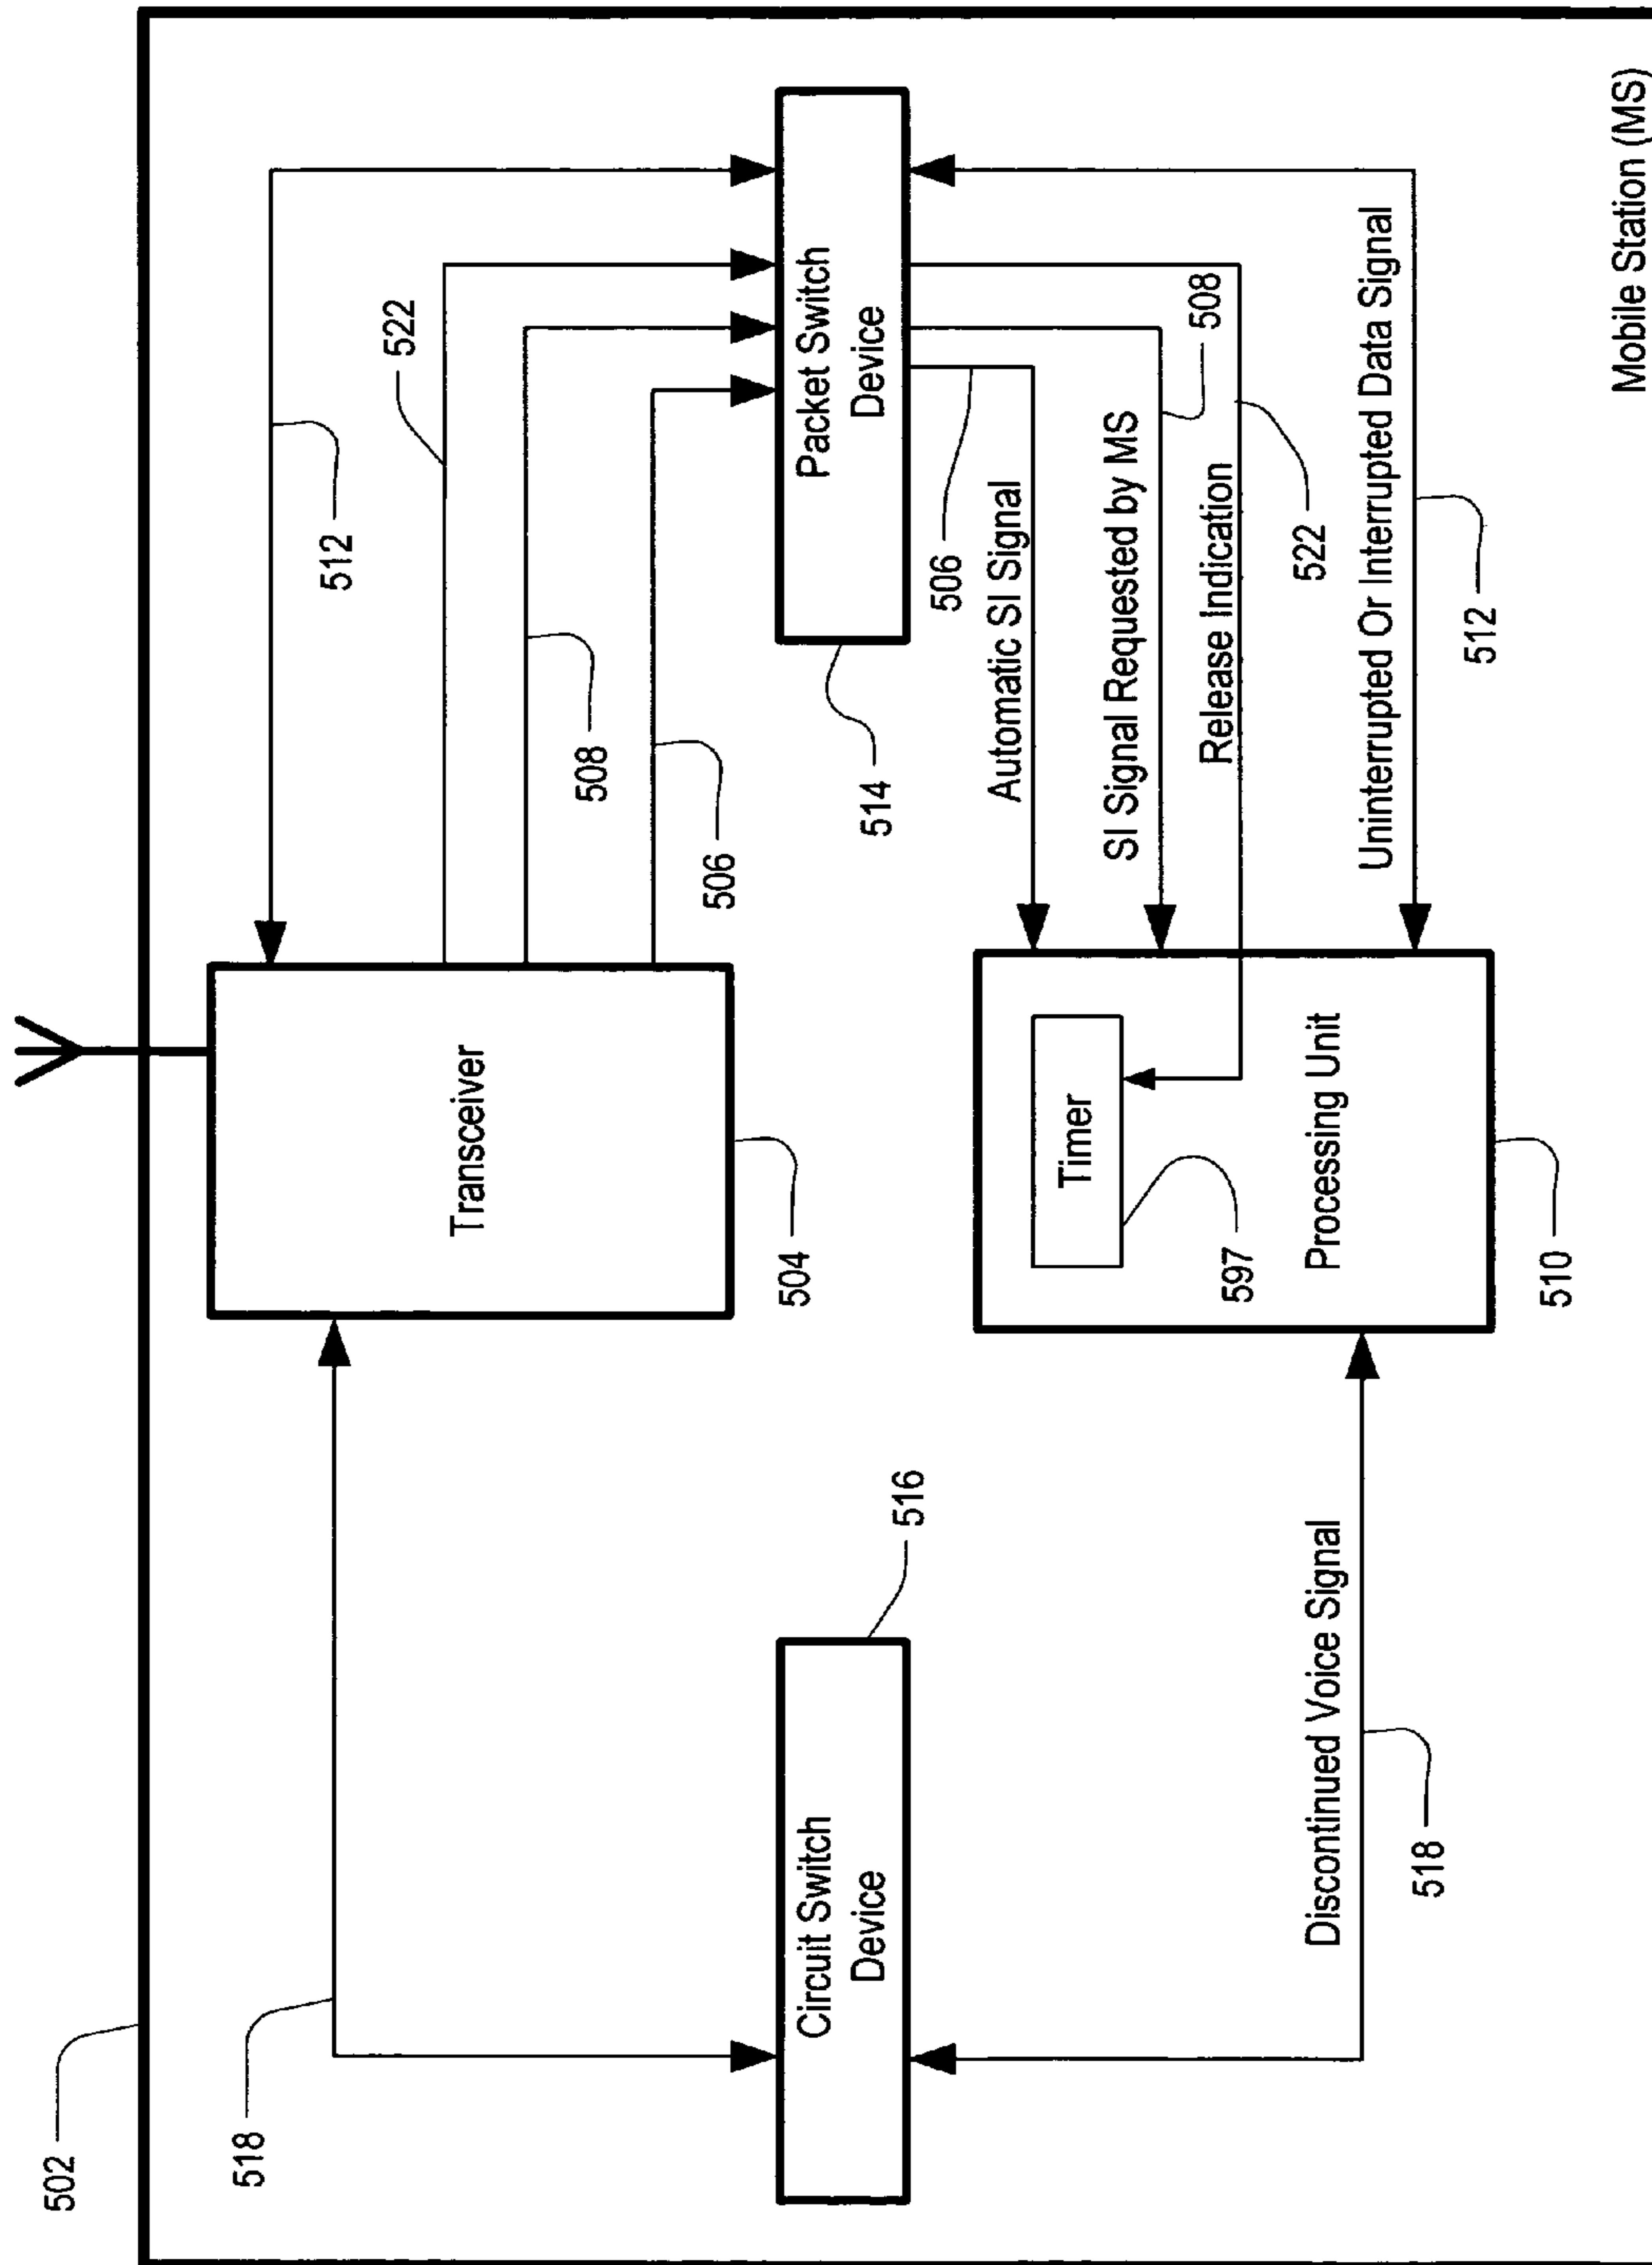 502
518
Transceiver
504
512
522
508
506
Circuit Switch
Device
516
Packet Switch
Device
514
506
Automatic SI Signal
SI Signal Requested by MS
508
Release Indication
522
Uninterrupted Or Interrupted Data Signal
512
Timer
597
Processing Unit
510
Discontinued Voice Signal
518
Mobile Station (MS)